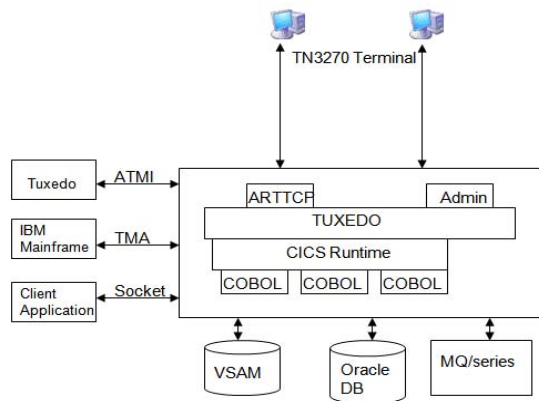 TN3270 Terminal
Tuxedo
ATMI
ARTTCP
Admin
TUXEDO
IBM
Mainframe
TMA
CICS Runtime
COBOL
COBOL
COBOL
Client
Application
Socket
VSAM
Oracle
DB
MQ/series